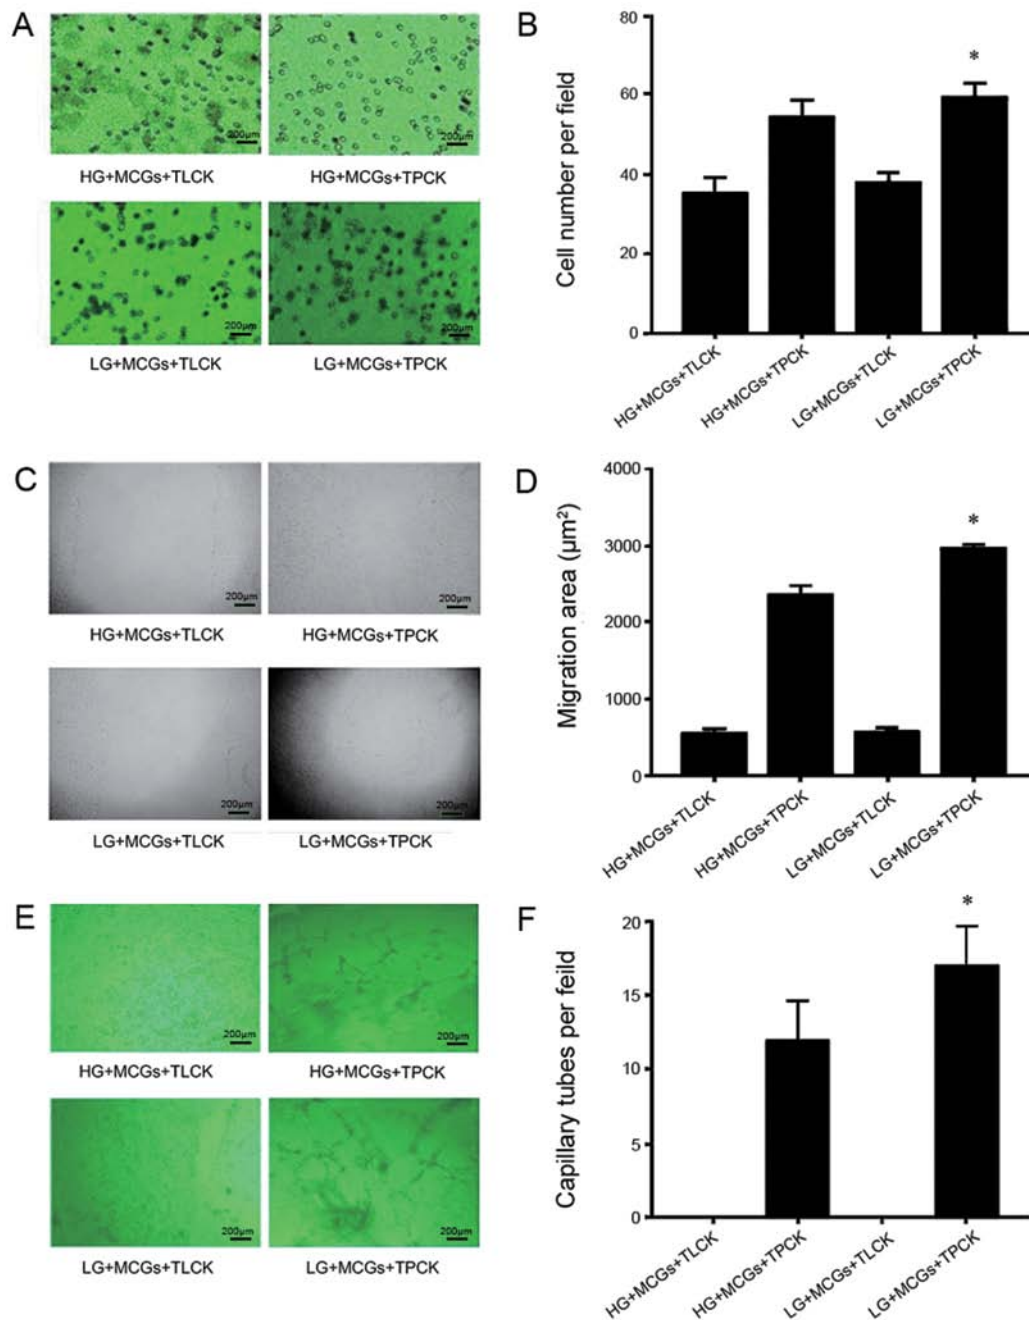 A
200μm
200μm
HG+MCGs+TLCK
HG+MCGs+TPCK
200μm
200μm
LG+MCGs+TLCK
LG+MCGs+TPCK
B
Cell number per field
80
60
40
20
0
*
HG+MCGs+TLCK
HG+MCGs+TPCK
LG+MCGs+TLCK
LG+MCGs+TPCK
C
200μm
200μm
HG+MCGs+TLCK
HG+MCGs+TPCK
200μm
200μm
LG+MCGs+TLCK
LG+MCGs+TPCK
D
Migration area (μm²)
4000
3000
2000
1000
0
*
HG+MCGs+TLCK
HG+MCGs+TPCK
LG+MCGs+TLCK
LG+MCGs+TPCK
E
200μm
200μm
HG+MCGs+TLCK
HG+MCGs+TPCK
200μm
200μm
LG+MCGs+TLCK
LG+MCGs+TPCK
F
Capillary tubes per feild
20
15
10
5
0
*
HG+MCGs+TLCK
HG+MCGs+TPCK
LG+MCGs+TLCK
LG+MCGs+TPCK